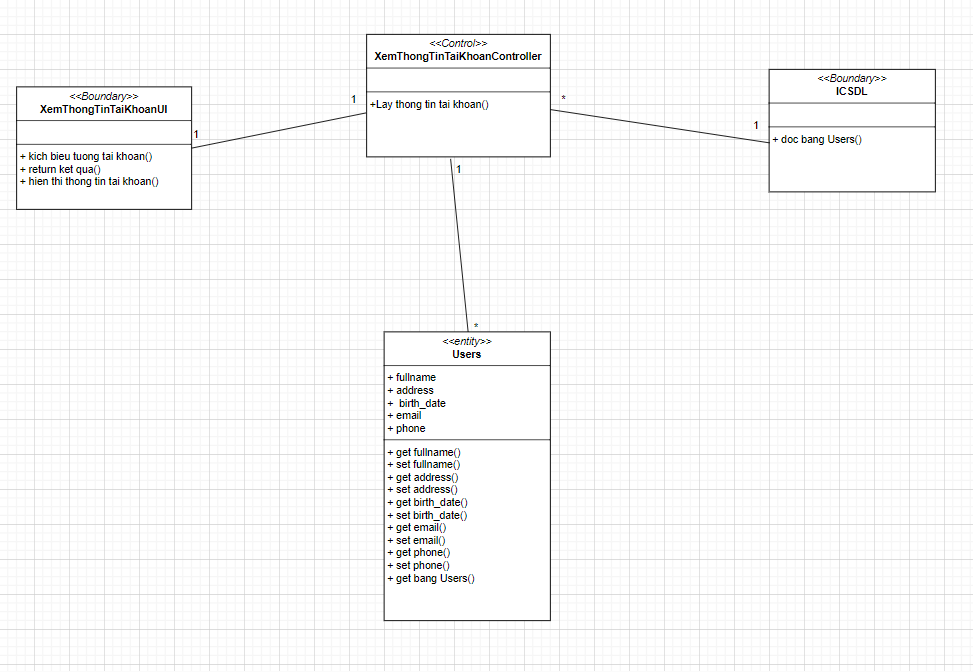 <<Boundary>>
XemThongTinTaiKhoanUI
+ kich bieu tuong tai khoan()
+ return ket qua()
+ hien thi thong tin tai khoan()
1
1
<<Control>>
XemThongTinTaiKhoanController
+Lay thong tin tai khoan()
*
1
<<Boundary>>
ICSDL
+ doc bang Users()
1
*
<<entity>>
Users
+ fullname
+ address
+ birth_date
+ email
+ phone
+ get fullname()
+ set fullname()
+ get address()
+ set address()
+ get birth_date()
+ set birth_date()
+ get email()
+ set email()
+ get phone()
+ set phone()
+ get bang Users()